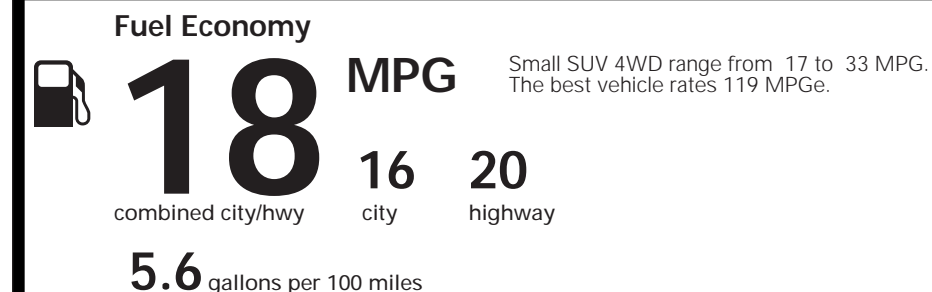 Fuel Economy
18 MPG
Small SUV 4WD range from 17 to 33 MPG.
The best vehicle rates 119 MPGe.
16 20
combined city/hwy city highway
5.6 gallons per 100 miles